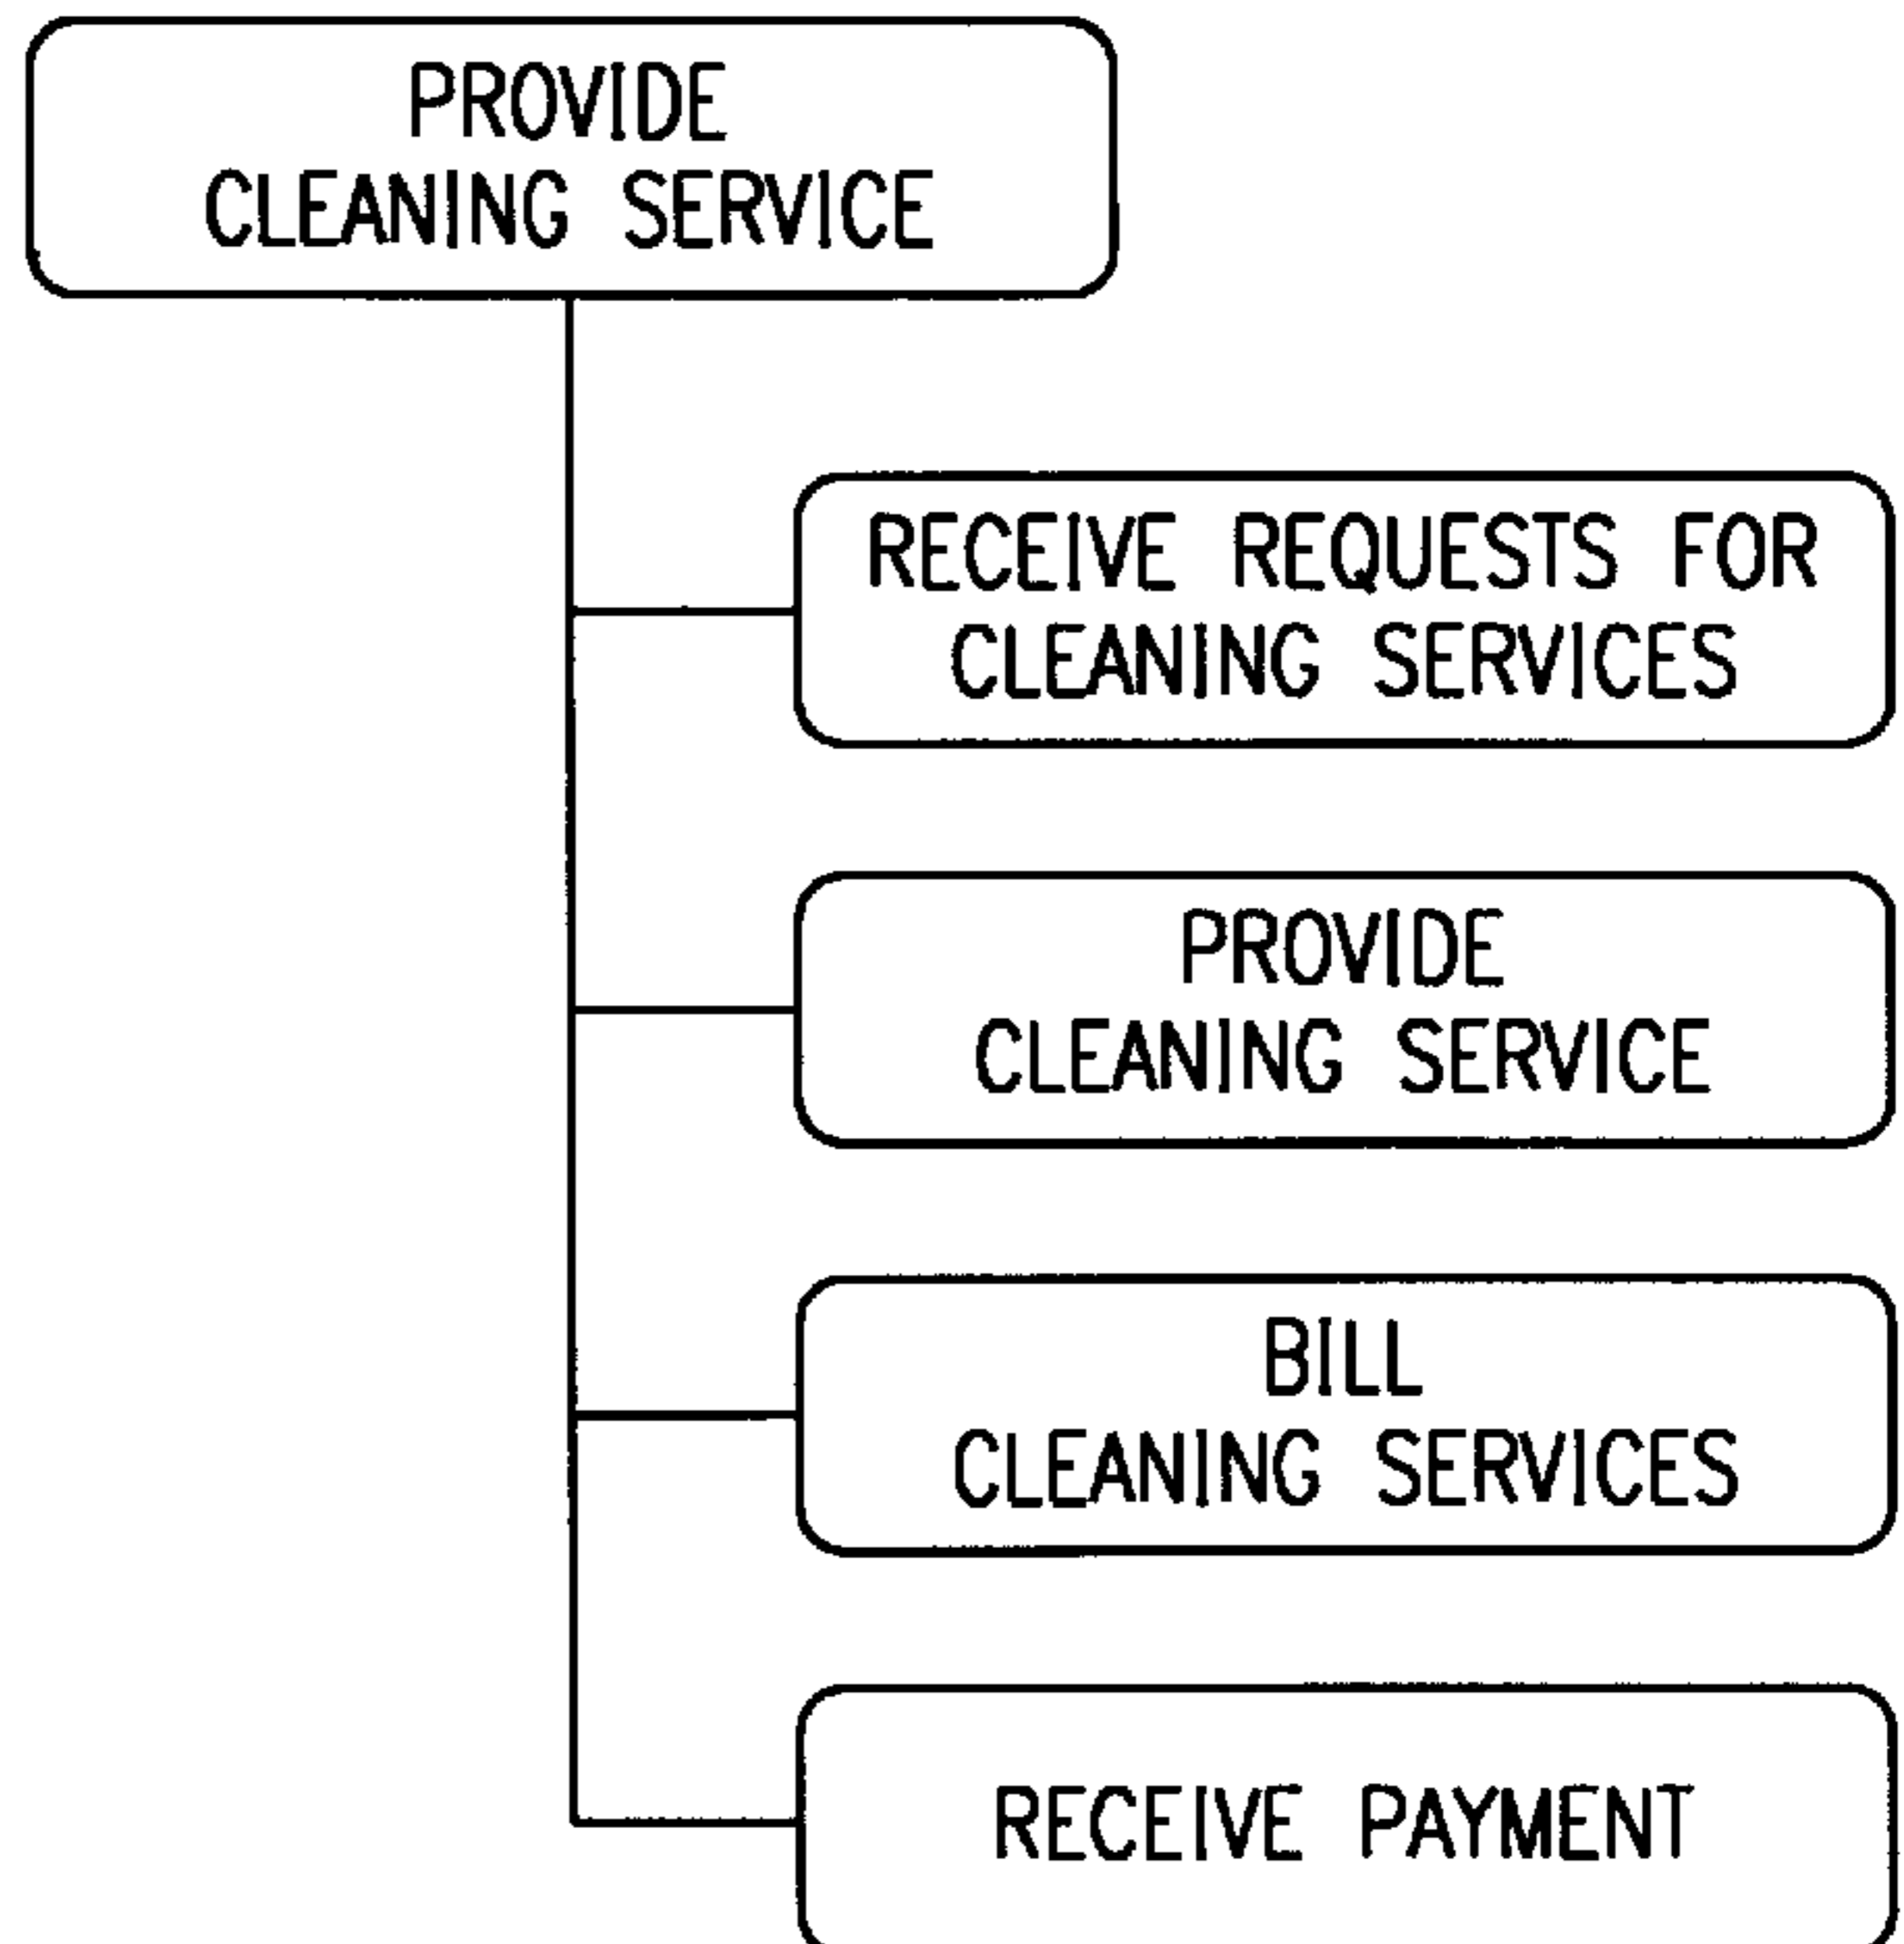 PROVIDE
CLEANING SERVICE
RECEIVE REQUESTS FOR
CLEANING SERVICES
PROVIDE
CLEANING SERVICE
BILL
CLEANING SERVICES
RECEIVE PAYMENT